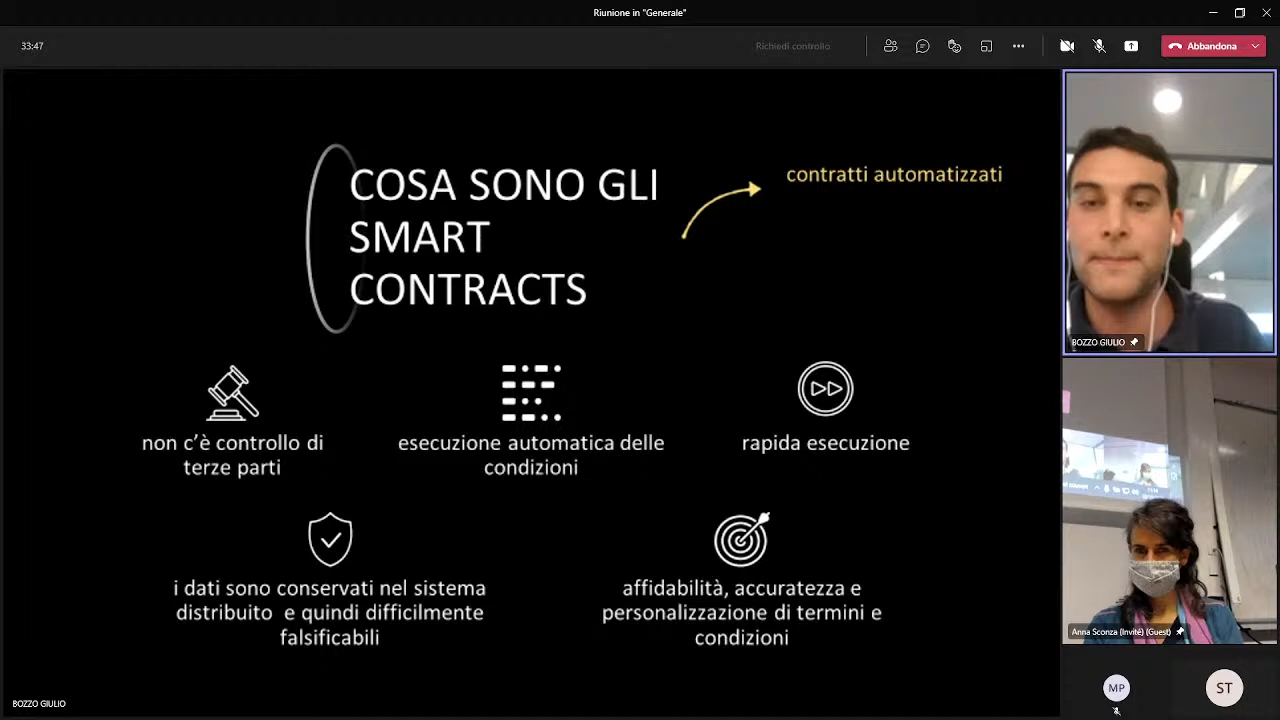 Riunione in "Generale"
33:47
Richiedi controllo
Abbandona
COSA SONO GLI
SMART
CONTRACTS
contratti automatizzati
non c'è controllo di
terze parti
esecuzione automatica delle
condizioni
rapida esecuzione
i dati sono conservati nel sistema
distribuito e quindi difficilmente
falsificabili
affidabilità, accuratezza e
personalizzazione di termini e
condizioni
BOZZO GIULIO
BOZZO GIULIO
Anna Sconza (Invité) (Guest)
MP
ST